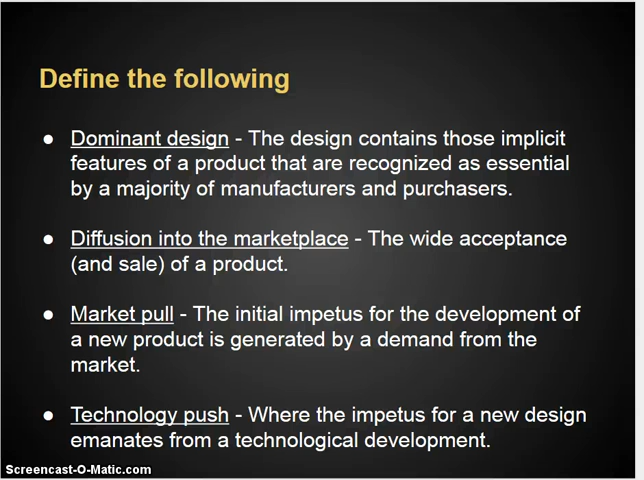 Define the following
● Dominant design - The design contains those implicit
features of a product that are recognized as essential
by a majority of manufacturers and purchasers.
● Diffusion into the marketplace - The wide acceptance
(and sale) of a product.
● Market pull - The initial impetus for the development of
a new product is generated by a demand from the
market.
● Technology push - Where the impetus for a new design
emanates from a technological development.
Screencast-O-Matic.com